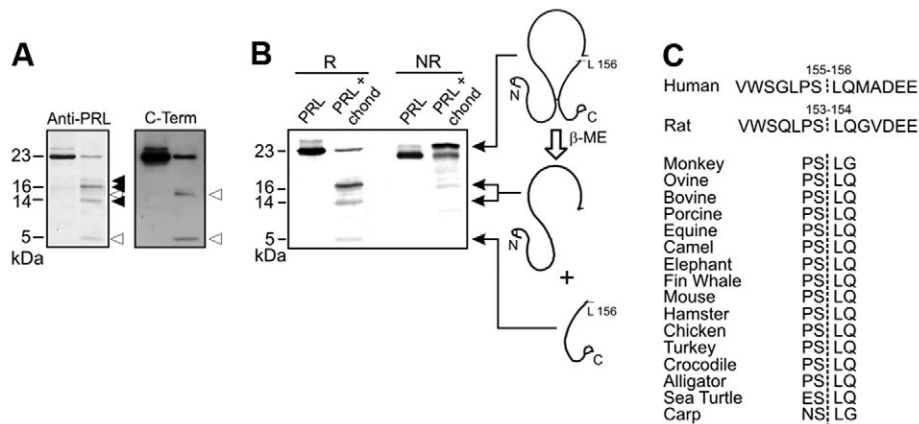 A
Anti-PRL
C-Term
23
16
14
5
kDa
B
R
NR
PRL
PRL + chond
PRL
PRL + chond
23
16
14
5
kDa
L 156
N
C
β-ME
N
+
L 156
C
C
155-156
Human VWSGLPS LQMADEE
153-154
Rat VWSQLPS LQGVDEE
Monkey PS LG
Ovine PS LQ
Bovine PS LQ
Porcine PS LQ
Equine PS LQ
Camel PS LQ
Elephant PS LQ
Fin Whale PS LQ
Mouse PS LQ
Hamster PS LQ
Chicken PS LQ
Turkey PS LQ
Crocodile PS LQ
Alligator PS LQ
Sea Turtle ES LQ
Carp NS LG